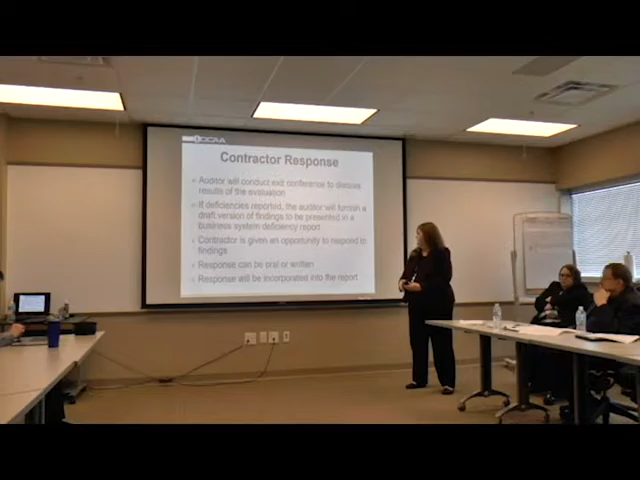 DCAA
Contractor Response
Auditor will conduct exit conference to discuss
results of the evaluation
If deficiencies reported, the auditor will furnish a
draft version of findings to be presented in a
business system deficiency report
Contractor is given an opportunity to respond to
findings
Response can be oral or written
Response will be incorporated into the report